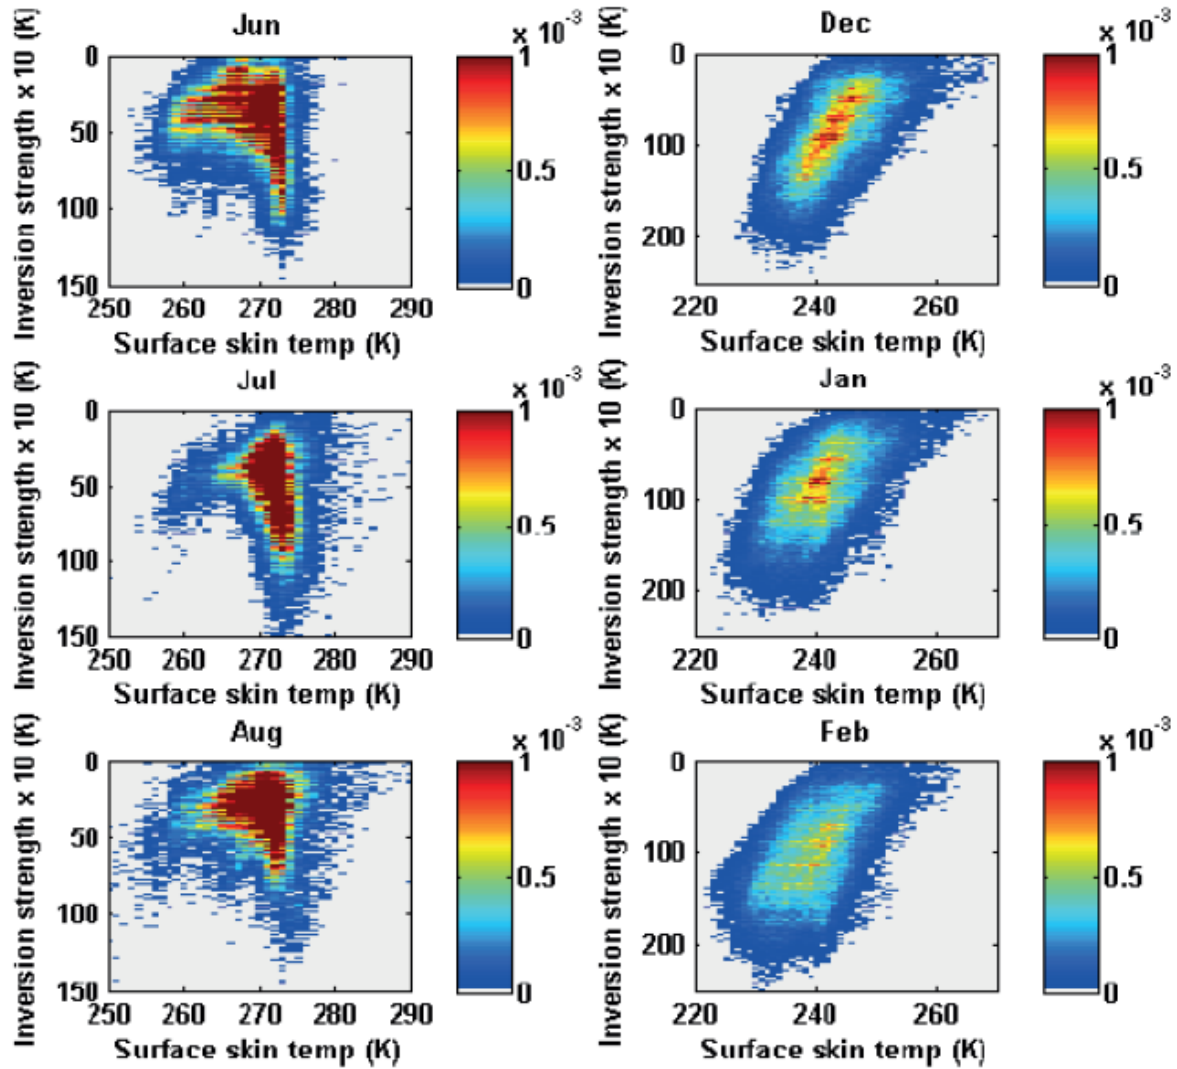 Jun
x 10-3
Inversion strength x 10 (K)
0
50
100
150
250 260 270 280 290
Surface skin temp (K)
1
0.5
0
Dec
x 10-3
Inversion strength x 10 (K)
0
100
200
220 240 260
Surface skin temp (K)
1
0.5
0
Jul
x 10-3
Inversion strength x 10 (K)
0
50
100
150
250 260 270 280 290
Surface skin temp (K)
1
0.5
0
Jan
x 10-3
Inversion strength x 10 (K)
0
100
200
220 240 260
Surface skin temp (K)
1
0.5
0
Aug
x 10-3
Inversion strength x 10 (K)
0
50
100
150
250 260 270 280 290
Surface skin temp (K)
1
0.5
0
Feb
x 10-3
Inversion strength x 10 (K)
0
100
200
220 240 260
Surface skin temp (K)
1
0.5
0